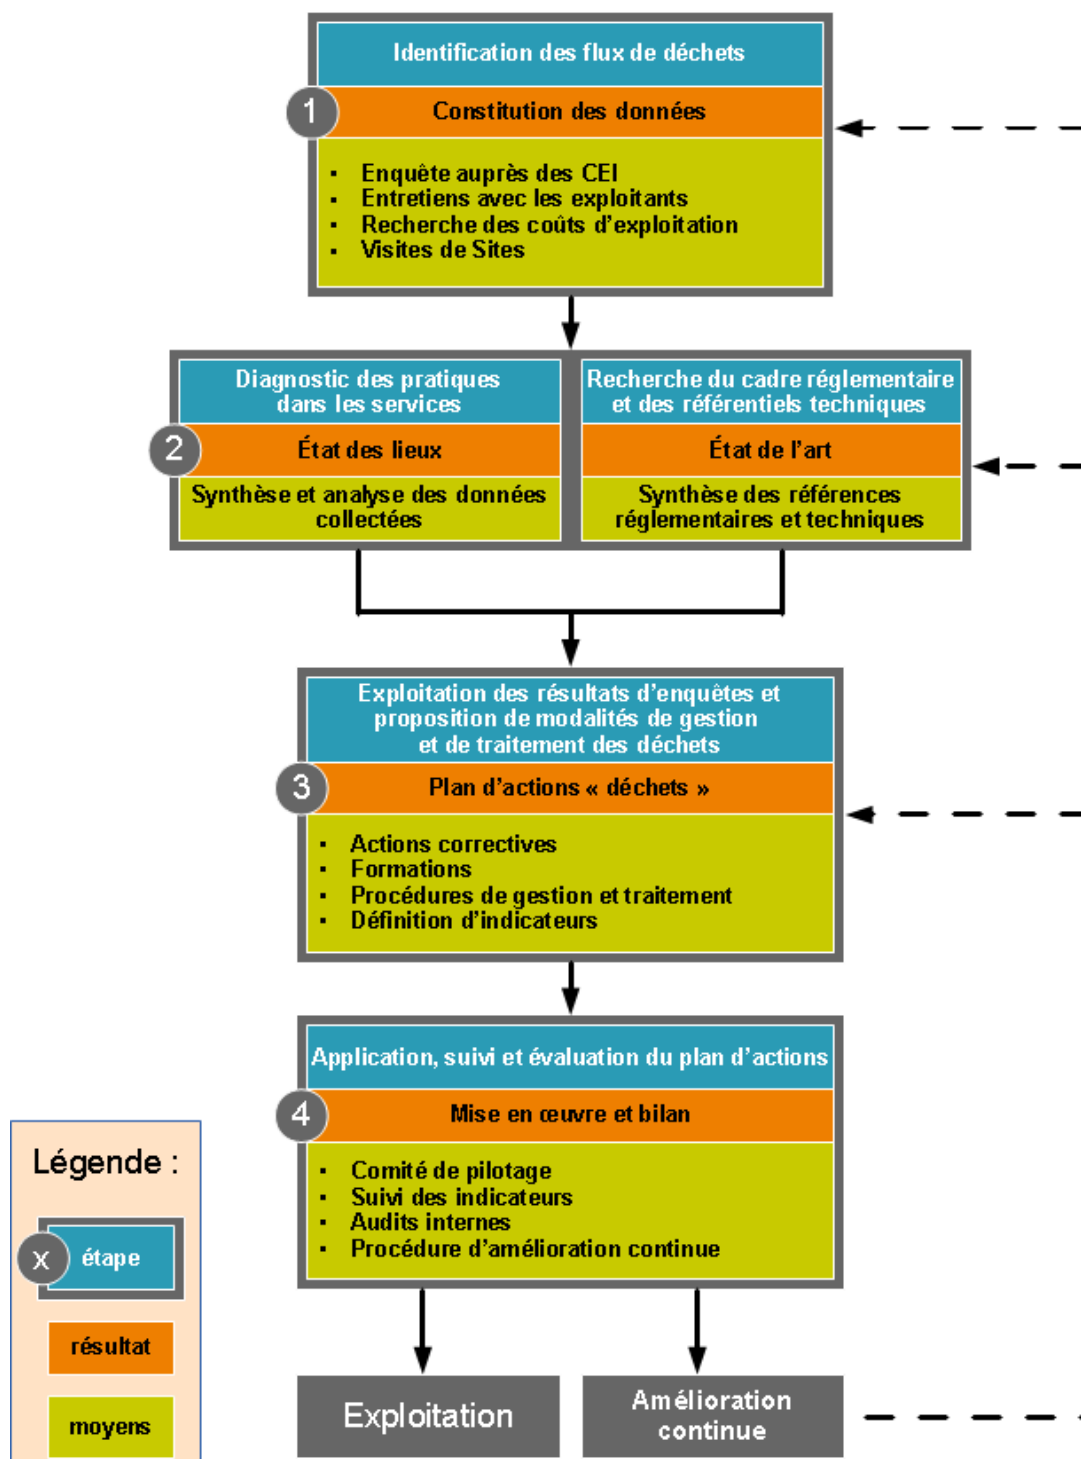 Identification des flux de déchets
1
Constitution des données
▪ Enquête auprès des CEI
▪ Entretiens avec les exploitants
▪ Recherche des coûts d'exploitation
▪ Visites de Sites
Diagnostic des pratiques
dans les services
2
État des lieux
Synthèse et analyse des données
collectées
Recherche du cadre réglementaire
et des référentiels techniques
État de l'art
Synthèse des références
réglementaires et techniques
Exploitation des résultats d'enquêtes et
proposition de modalités de gestion
et de traitement des déchets
3
Plan d'actions « déchets »
▪ Actions correctives
▪ Formations
▪ Procédures de gestion et traitement
▪ Définition d'indicateurs
Application, suivi et évaluation du plan d'actions
4
Mise en œuvre et bilan
▪ Comité de pilotage
▪ Suivi des indicateurs
▪ Audits internes
▪ Procédure d'amélioration continue
Exploitation
Amélioration
continue
Légende :
x étape
résultat
moyens